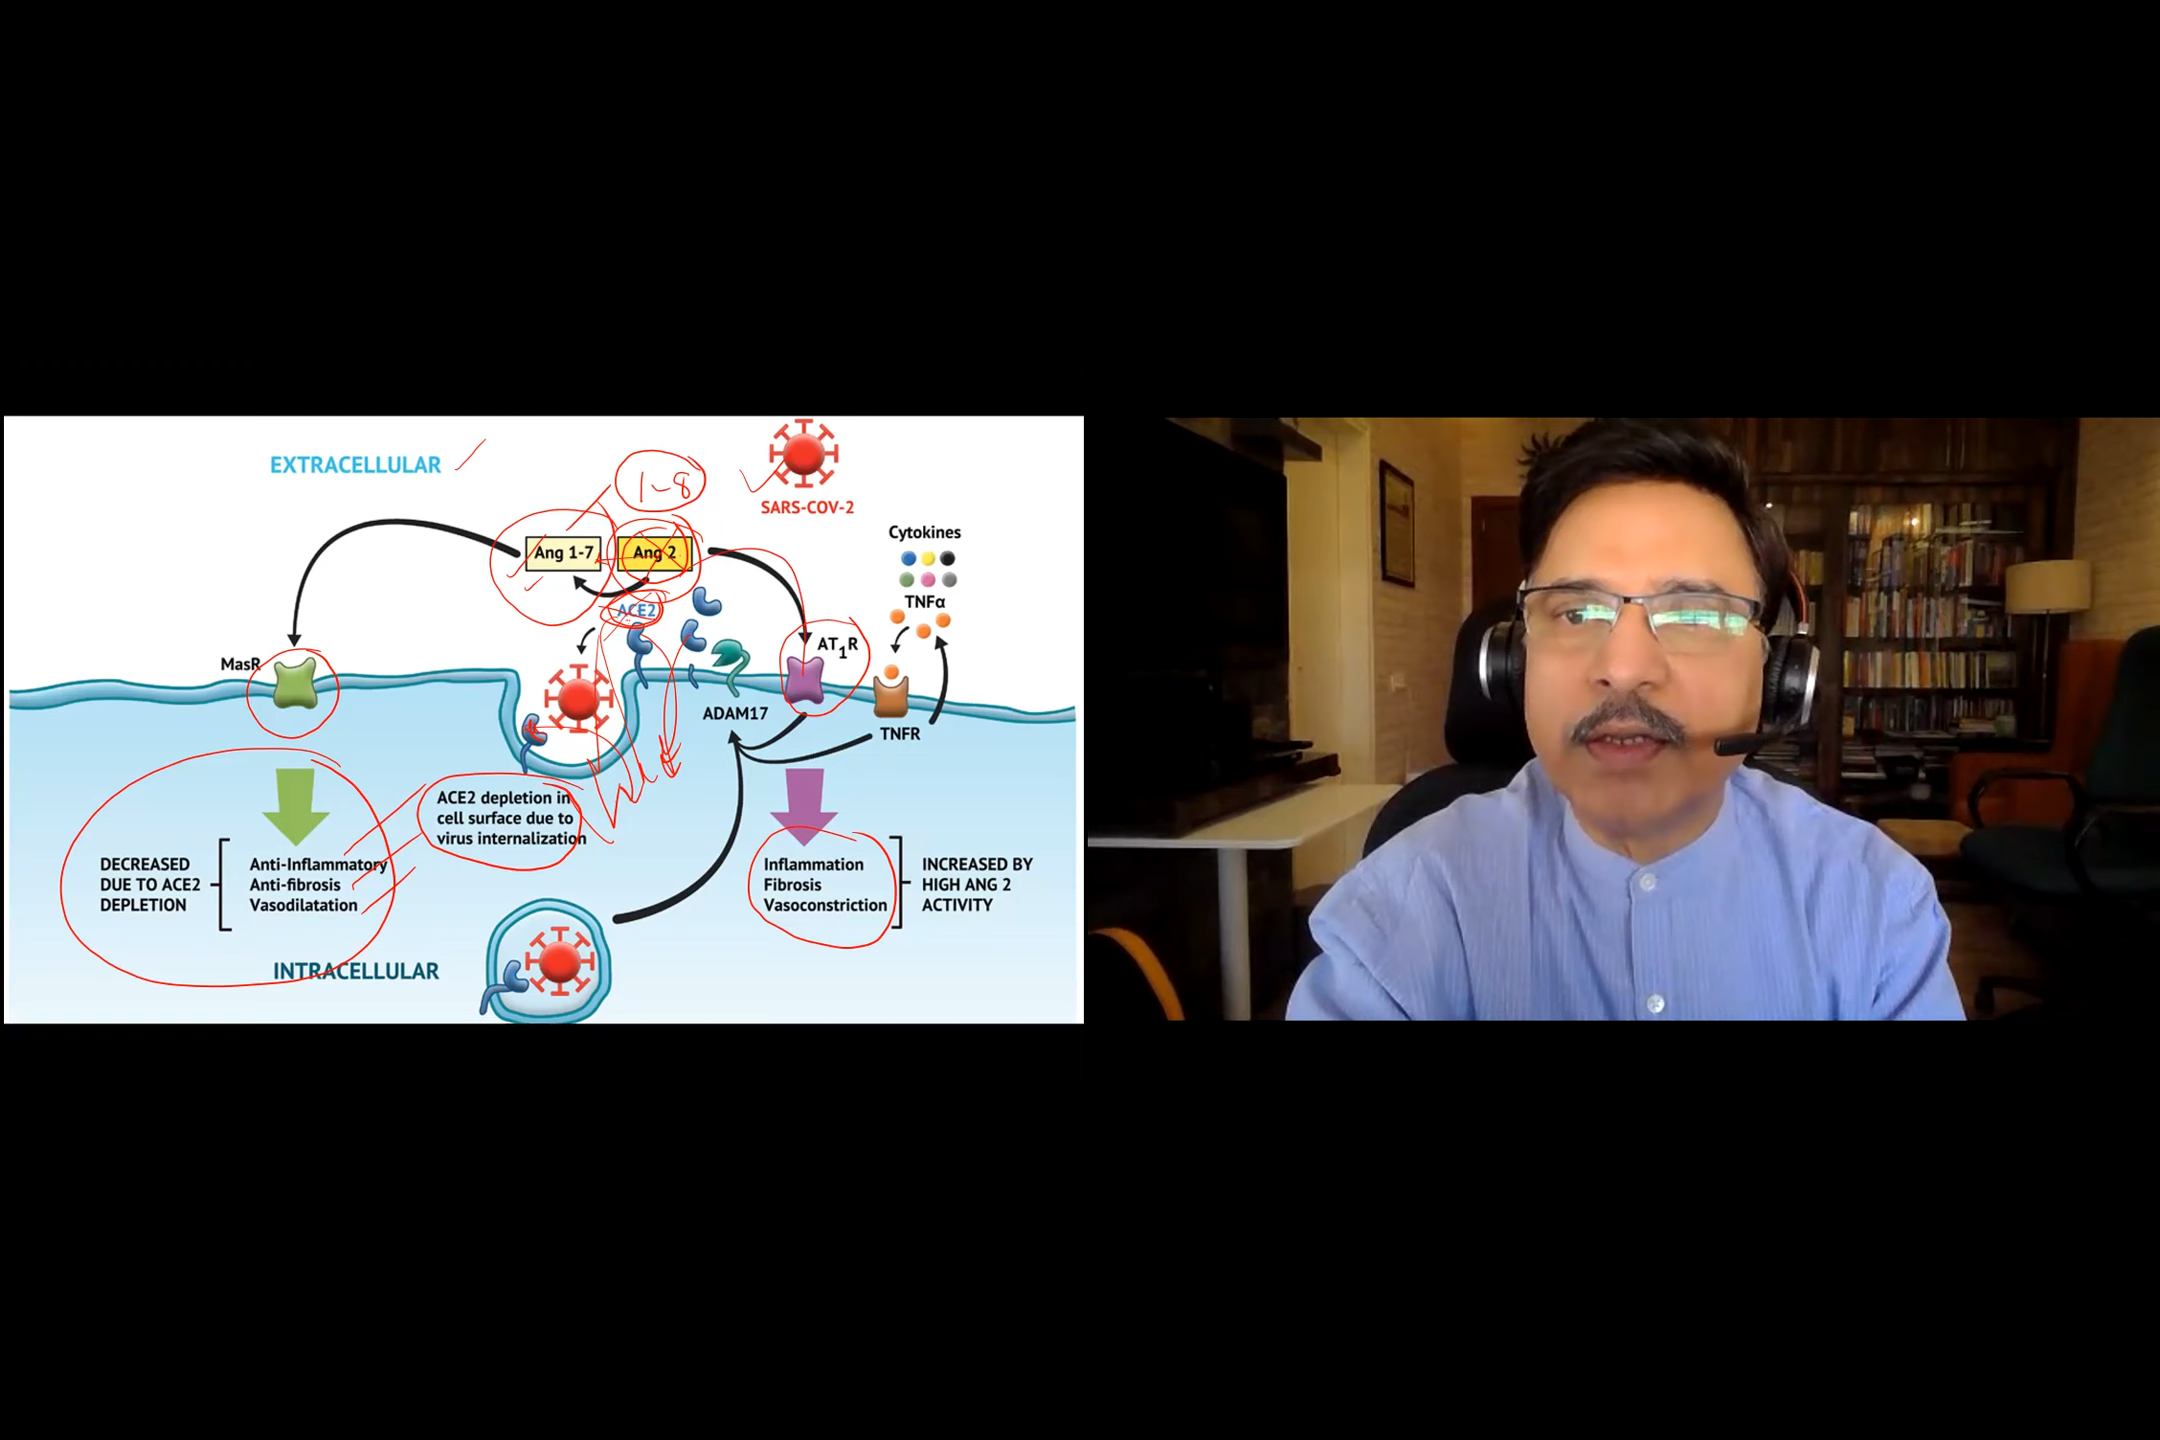 EXTRACELLULAR
1-8
SARS-COV-2
Ang 1-7
Ang 2
Cytokines
TNFα
ACE2
MasR
AT1R
ADAM17
TNFR
ACE2 depletion in
cell surface due to
virus internalization
DECREASED
DUE TO ACE2
DEPLETION
Anti-Inflammatory
Anti-fibrosis
Vasodilatation
Inflammation
Fibrosis
Vasoconstriction
INCREASED BY
HIGH ANG 2
ACTIVITY
INTRACELLULAR